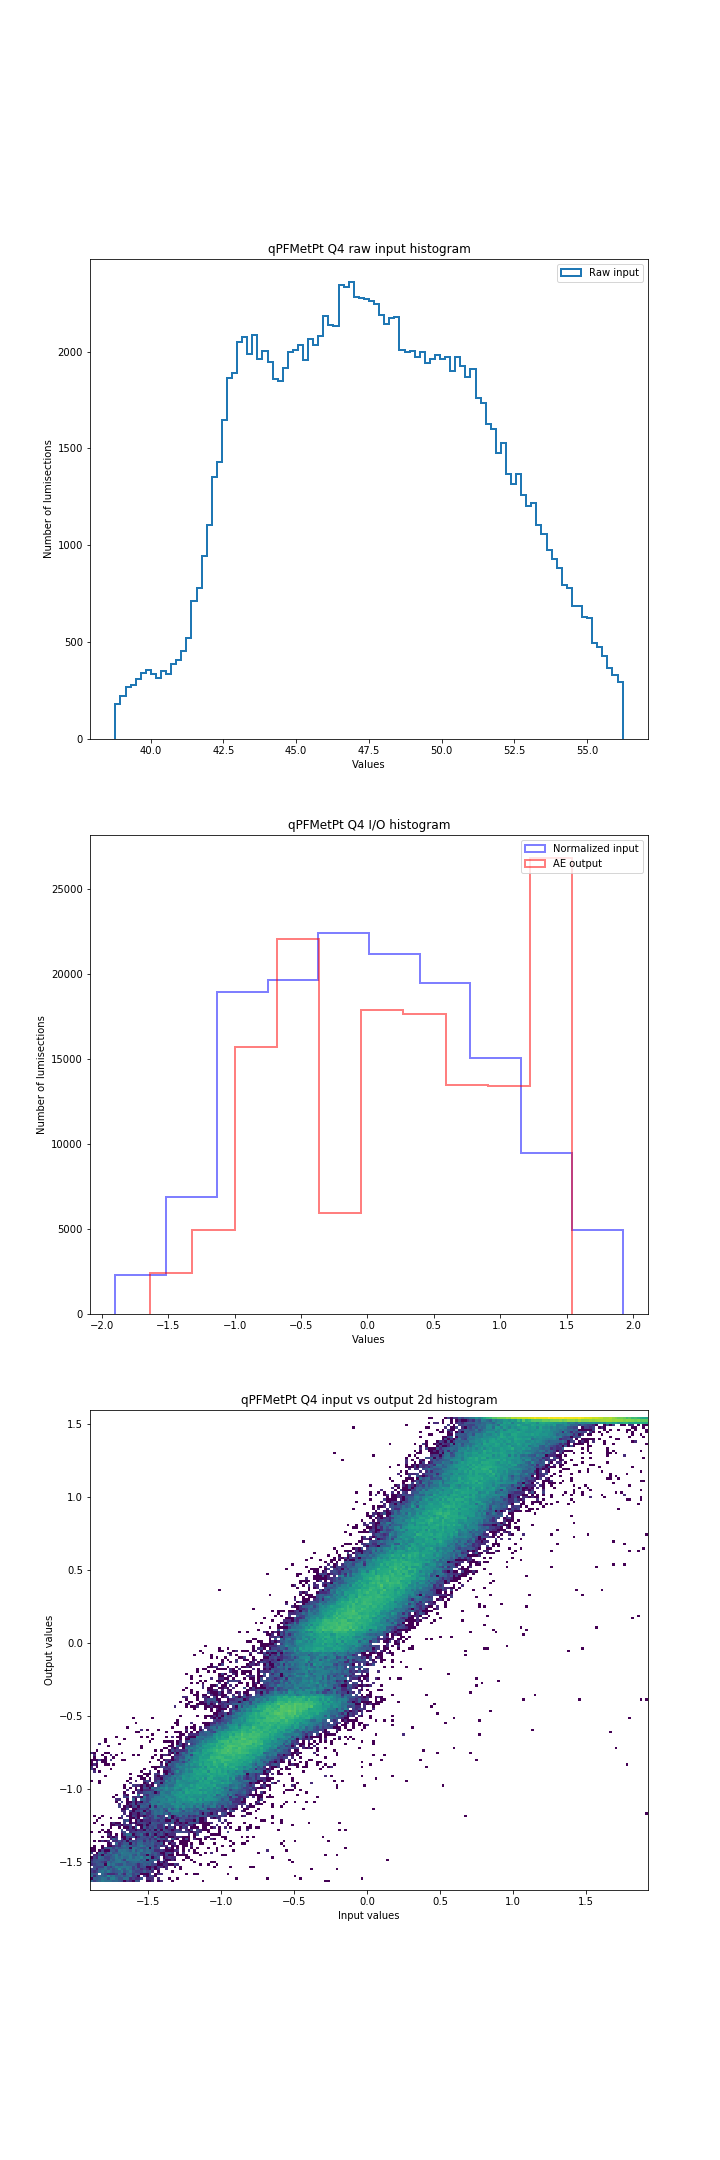 qPFMetPt Q4 raw input histogram
Raw input
2000
1500
1000
500
0
Number of lumisections
40.0 42.5 45.0 47.5 50.0 52.5 55.0
Values
qPFMetPt Q4 I/O histogram
Normalized input
AE output
25000
20000
15000
10000
5000
0
Number of lumisections
−2.0 −1.5 −1.0 −0.5 0.0 0.5 1.0 1.5 2.0
Values
qPFMetPt Q4 input vs output 2d histogram
1.5
1.0
0.5
0.0
−0.5
−1.0
−1.5
Output values
−1.5 −1.0 −0.5 0.0 0.5 1.0 1.5
Input values